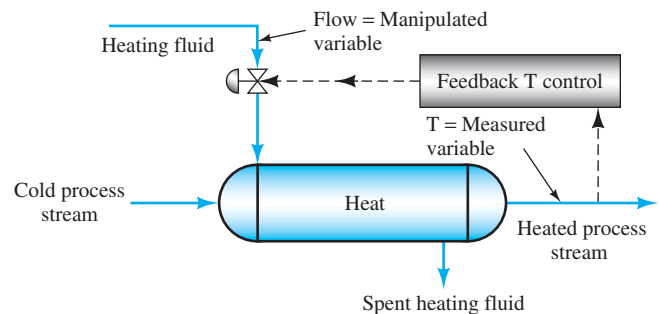 Flow = Manipulated
variable
Heating fluid
Feedback T control
T = Measured
variable
Cold process
stream
Heat
Heated process
stream
Spent heating fluid